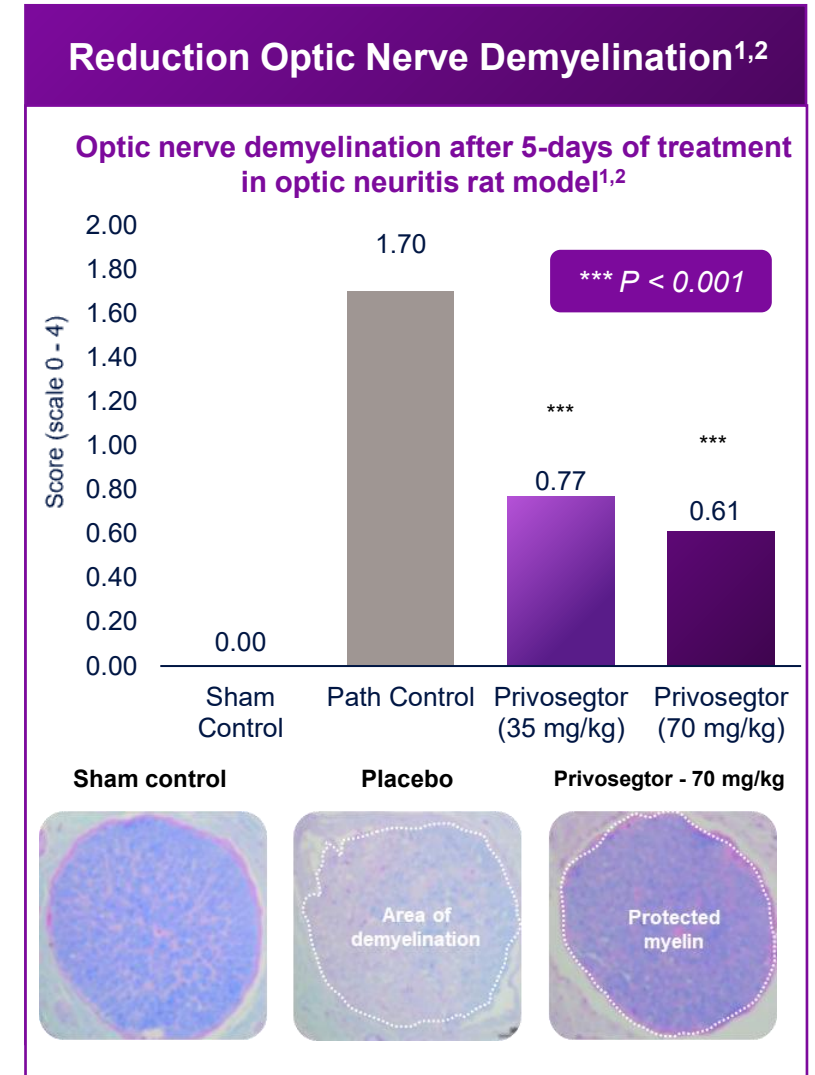 Reduction Optic Nerve Demyelination1,2
Optic nerve demyelination after 5-days of treatment
in optic neuritis rat model1,2
Score (scale 0 - 4)
2.00
1.80
1.60
1.40
1.20
1.00
0.80
0.60
0.40
0.20
0.00
0.00
1.70
0.77
0.61
***
***
*** P < 0.001
Sham
Control
Path Control
Privosegtor
(35 mg/kg)
Privosegtor
(70 mg/kg)
Sham control
Placebo
Privosegtor - 70 mg/kg
Area of
demyelination
Protected
myelin